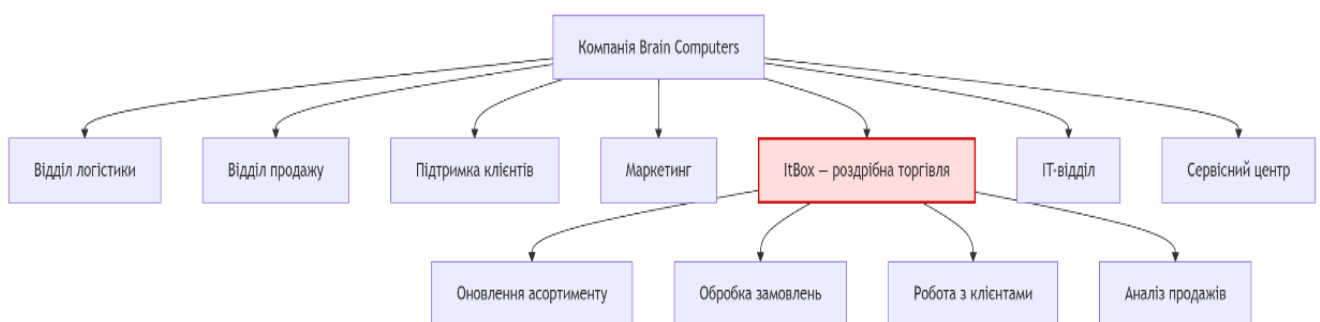 Компанія Brain Computers
Відділ логістики
Відділ продажу
Підтримка клієнтів
Маркетинг
ItBox — роздрібна торгівля
ІТ-відділ
Сервісний центр
Оновлення асортименту
Обробка замовлень
Робота з клієнтами
Аналіз продажів